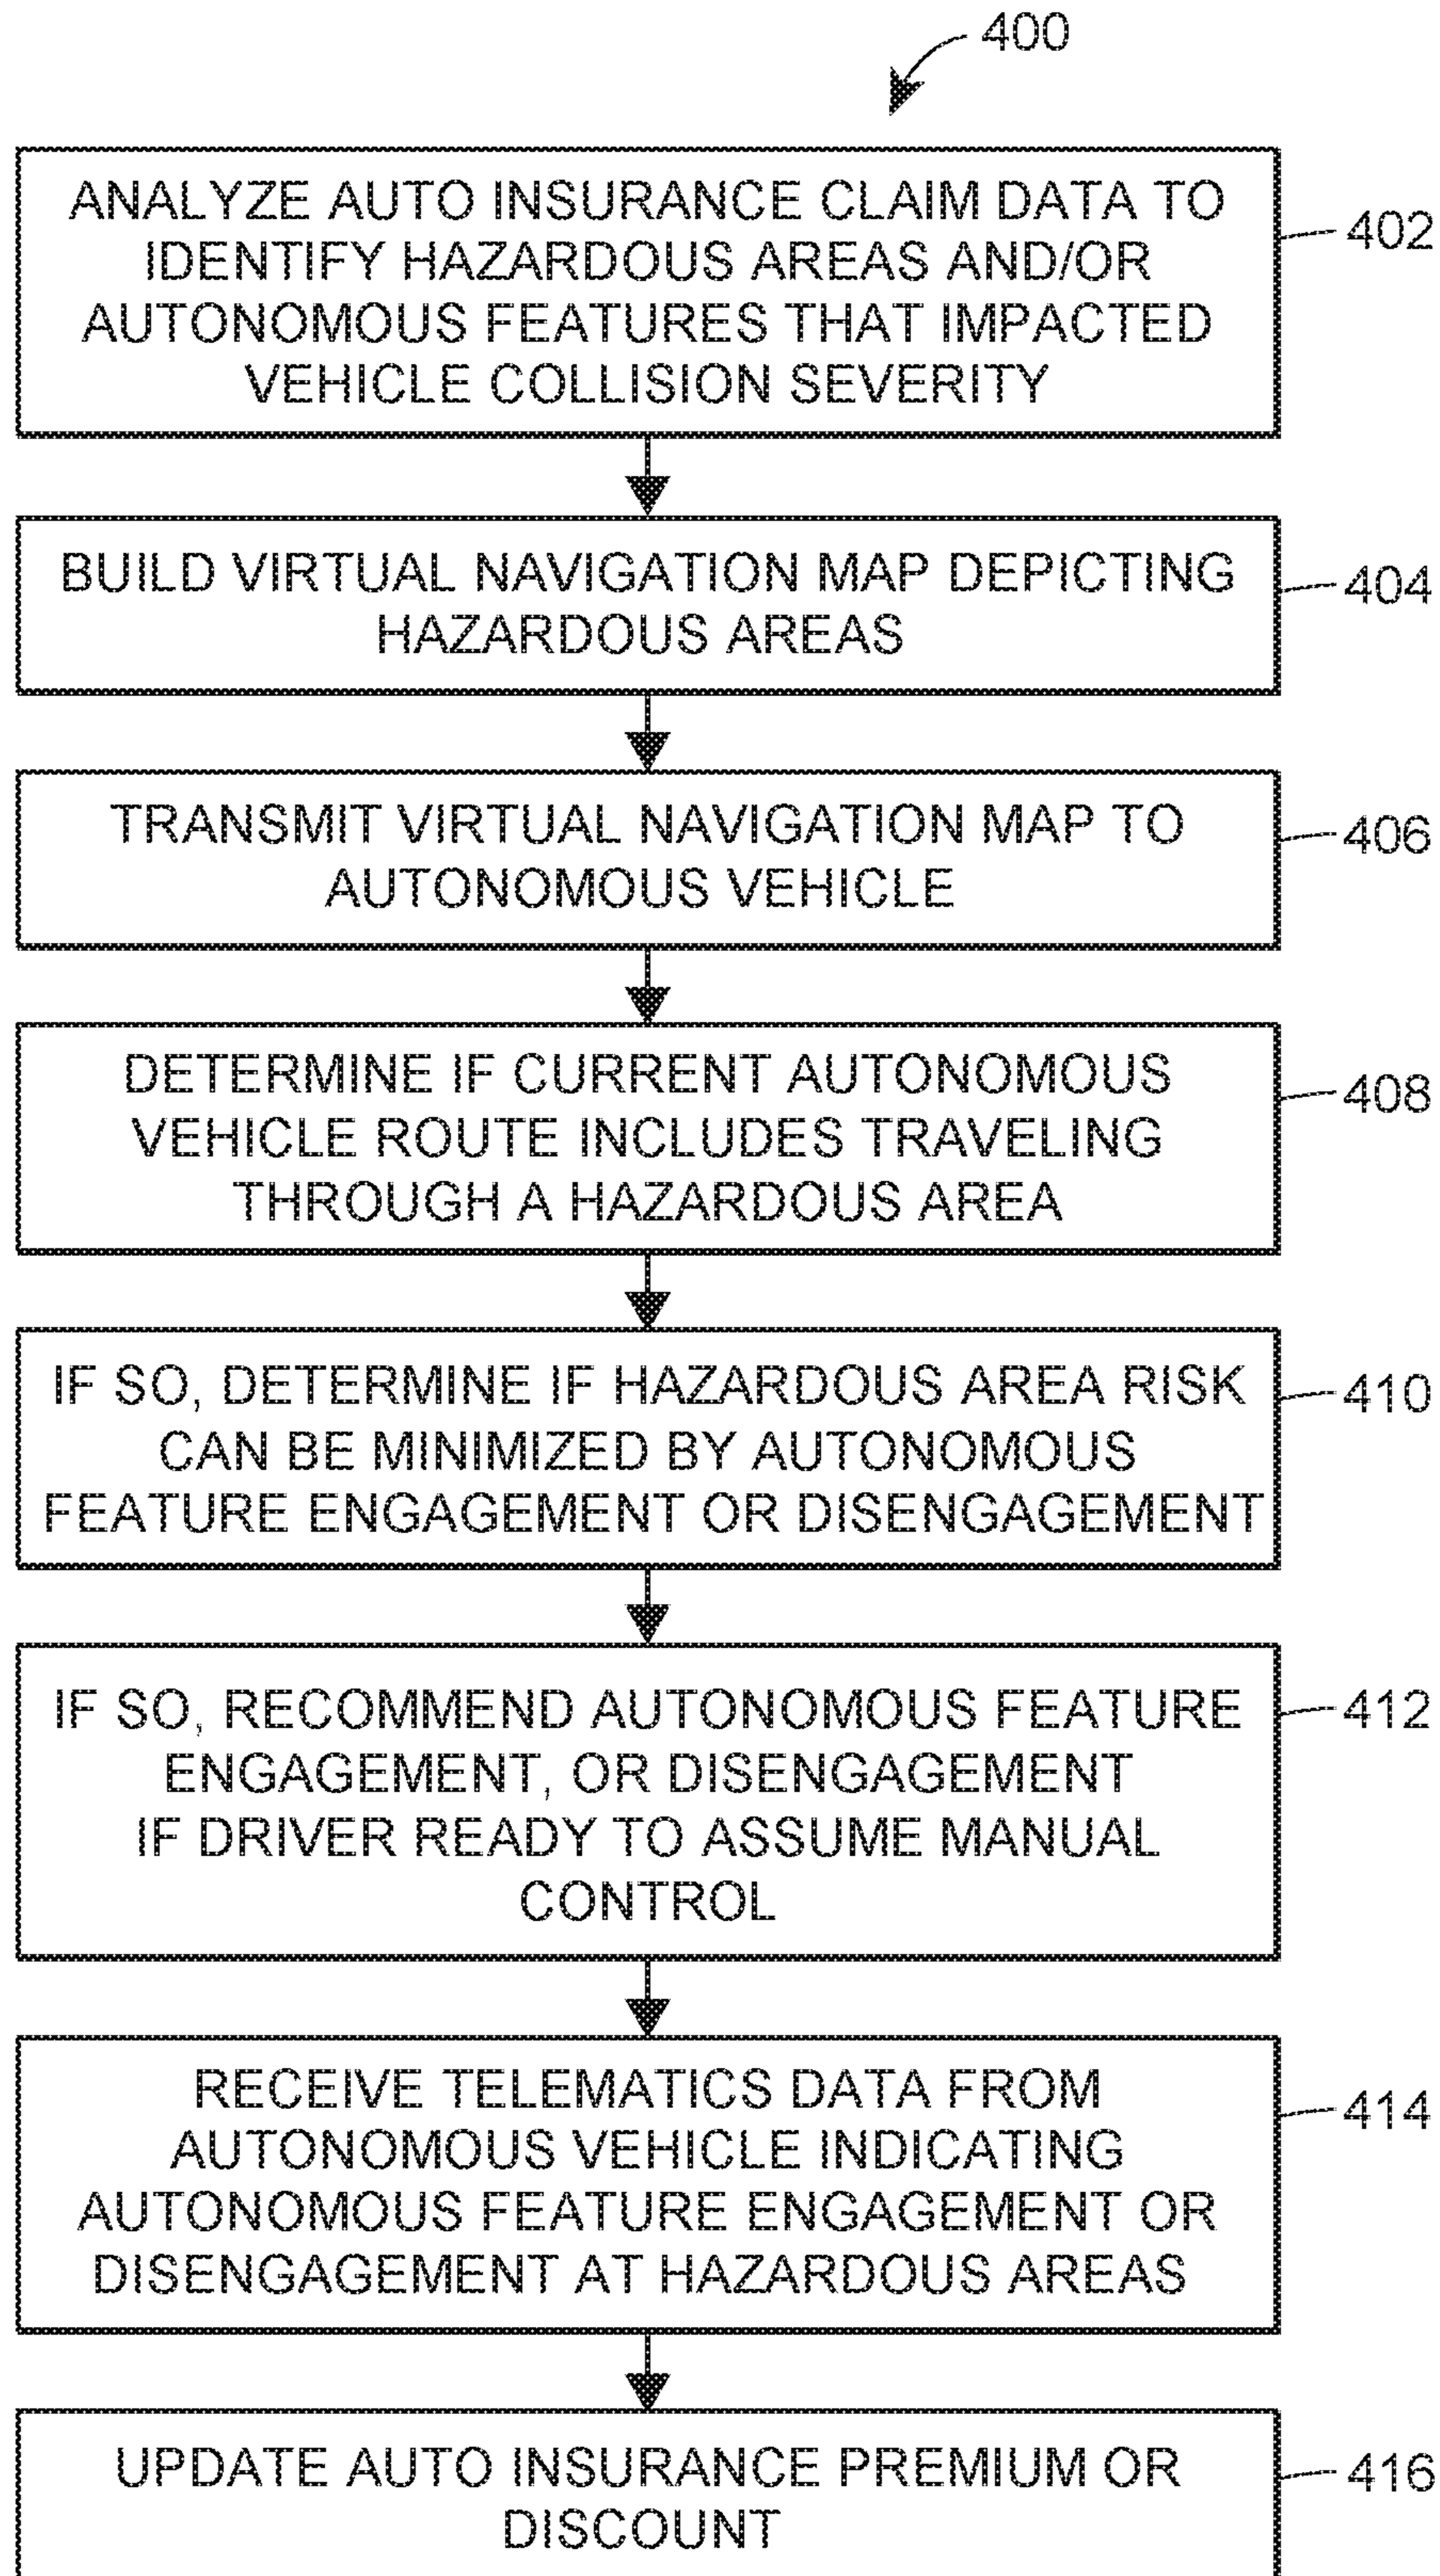 400
ANALYZE AUTO INSURANCE CLAIM DATA TO
IDENTIFY HAZARDOUS AREAS AND/OR
AUTONOMOUS FEATURES THAT IMPACTED
VEHICLE COLLISION SEVERITY
402
BUILD VIRTUAL NAVIGATION MAP DEPICTING
HAZARDOUS AREAS
404
TRANSMIT VIRTUAL NAVIGATION MAP TO
AUTONOMOUS VEHICLE
406
DETERMINE IF CURRENT AUTONOMOUS
VEHICLE ROUTE INCLUDES TRAVELING
THROUGH A HAZARDOUS AREA
408
IF SO, DETERMINE IF HAZARDOUS AREA RISK
CAN BE MINIMIZED BY AUTONOMOUS
FEATURE ENGAGEMENT OR DISENGAGEMENT
410
IF SO, RECOMMEND AUTONOMOUS FEATURE
ENGAGEMENT, OR DISENGAGEMENT
IF DRIVER READY TO ASSUME MANUAL
CONTROL
412
RECEIVE TELEMATICS DATA FROM
AUTONOMOUS VEHICLE INDICATING
AUTONOMOUS FEATURE ENGAGEMENT OR
DISENGAGEMENT AT HAZARDOUS AREAS
414
UPDATE AUTO INSURANCE PREMIUM OR
DISCOUNT
416